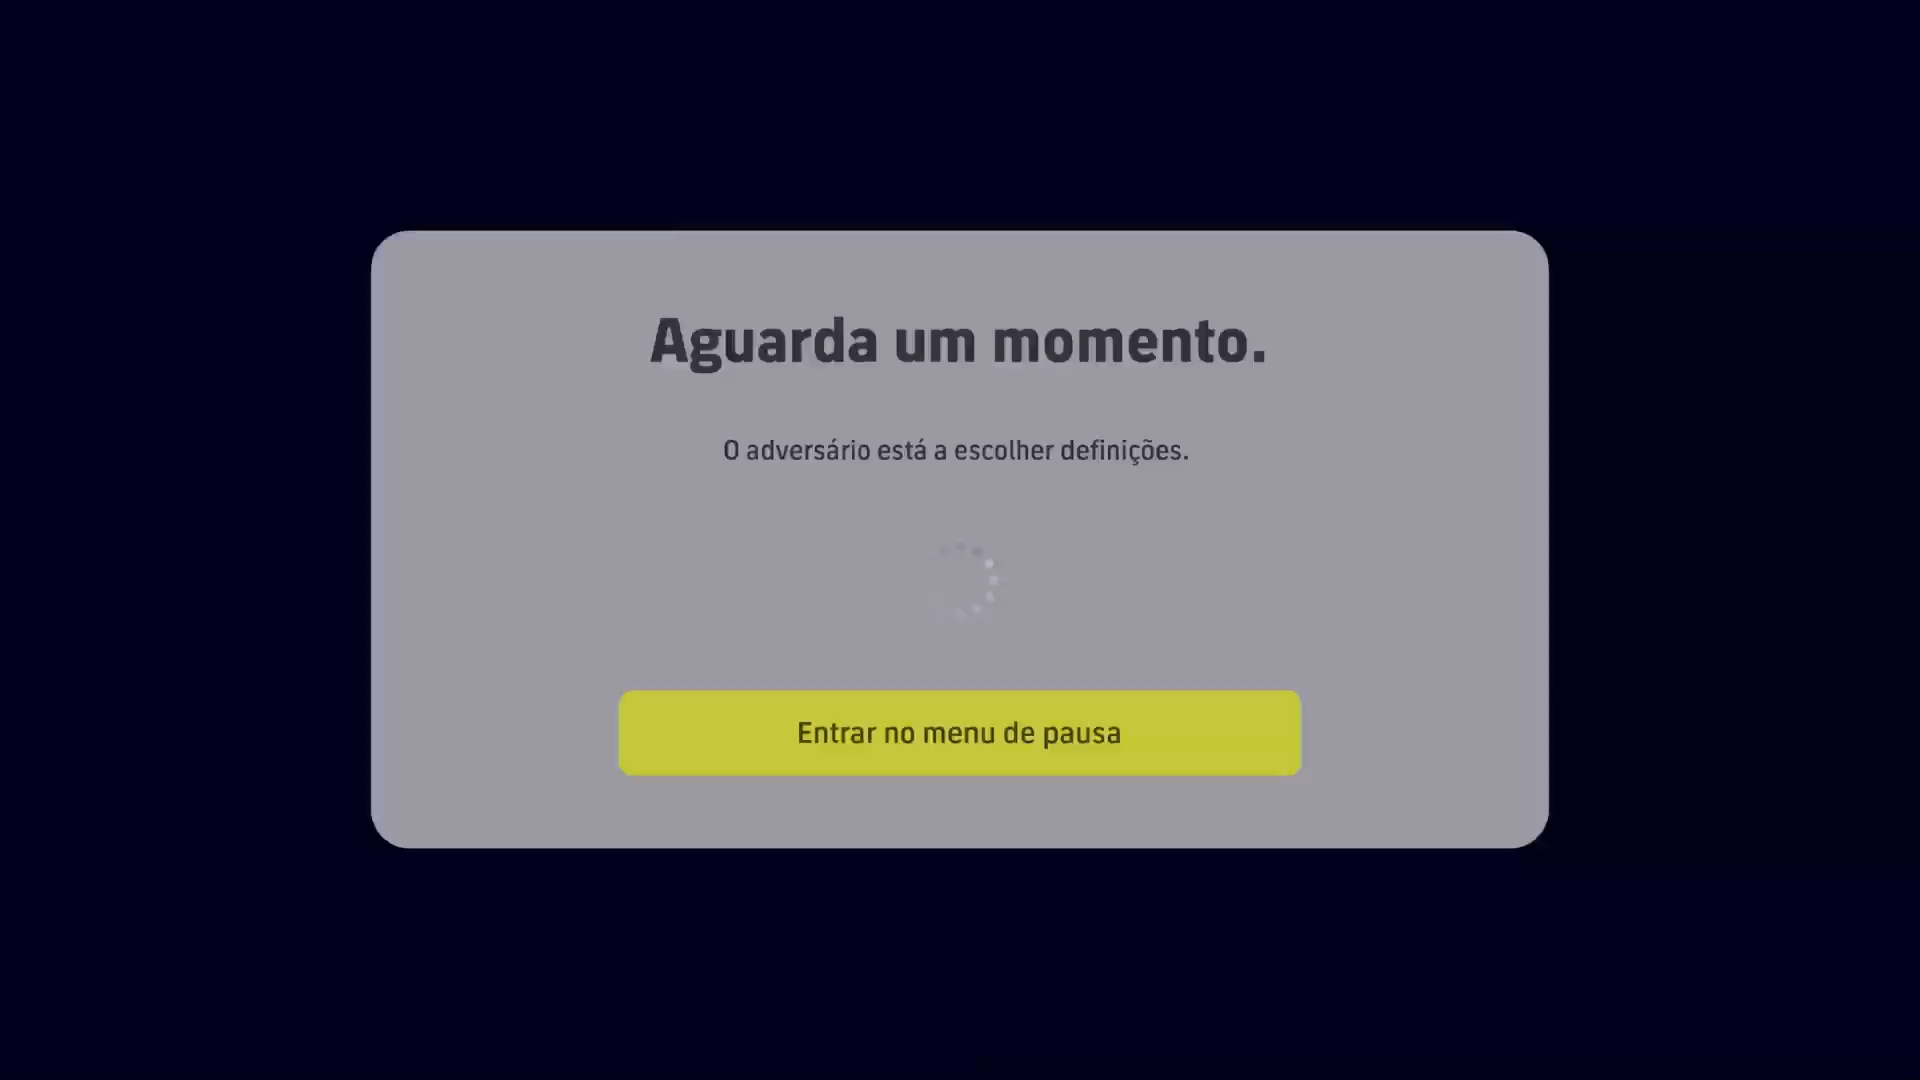 Aguarda um momento.
O adversário está a escolher definições.
Entrar no menu de pausa